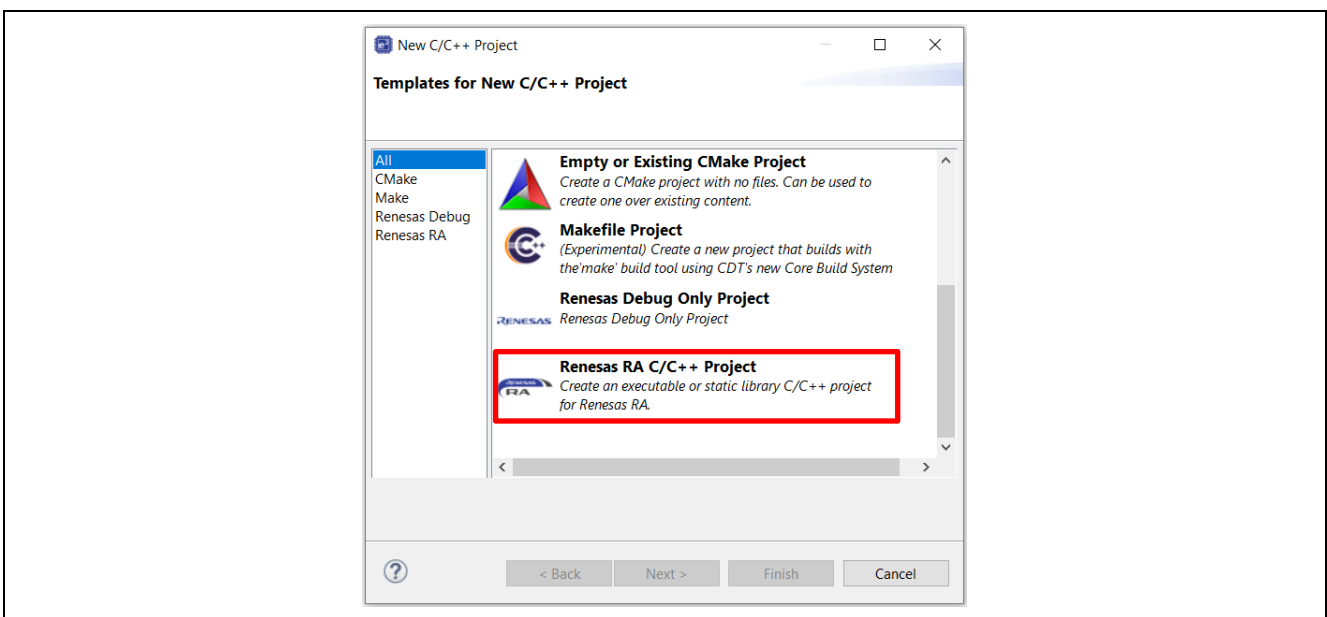 New C/C++ Project
Templates for New C/C++ Project
All
CMake
Make
Renesas Debug
Renesas RA
Empty or Existing CMake Project
Create a CMake project with no files. Can be used to
create one over existing content.
C++
Makefile Project
(Experimental) Create a new project that builds with
the'make' build tool using CDT's new Core Build System
RENESAS
Renesas Debug Only Project
Renesas Debug Only Project
RENESAS
RA
Renesas RA C/C++ Project
Create an executable or static library C/C++ project
for Renesas RA.
?
< Back
Next >
Finish
Cancel